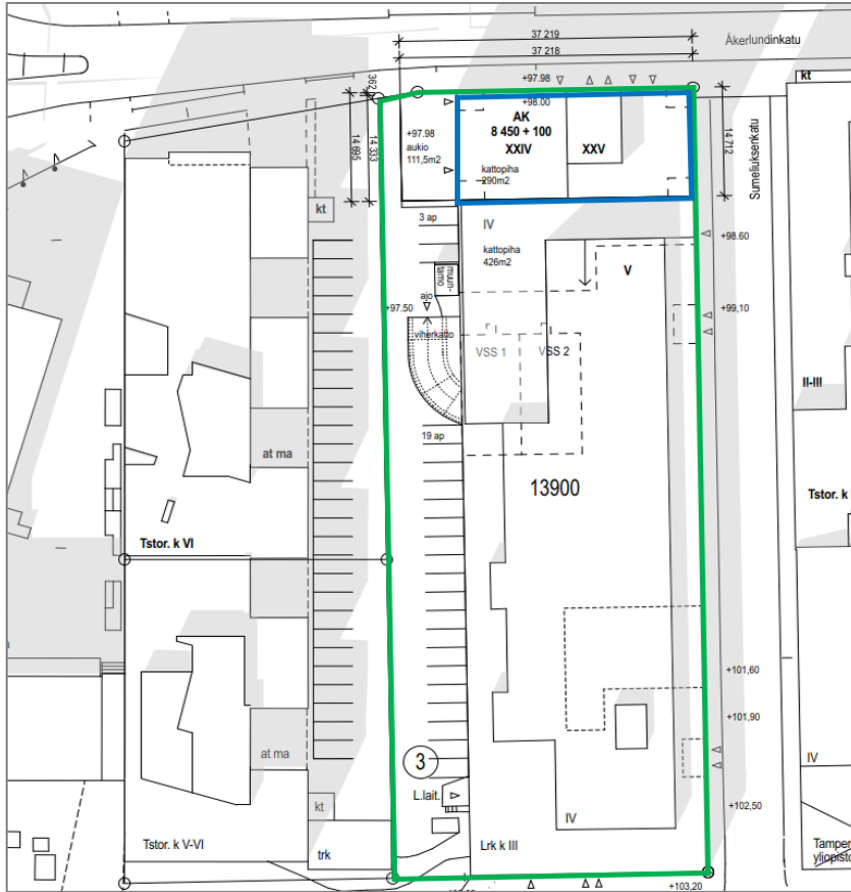 37 219
Åkerlundinkatu
37 218
+97.98
kt
362
+98.00
AK
8 450 + 100
XXIV
XXV
+97.98
aukio
111,5m2
14 695
14 333
14 712
kattopiha
290m2
Sumeliuksenkatu
kt
3 ap
IV
+98.60
kattopiha
426m2
V
muun-
tamo
ajo
+97.50
+99,10
viherkatto
VSS 1
VSS 2
II-III
19 ap
at ma
13900
Tstor. k
Tstor. k VI
+101,60
+101,90
at ma
3
IV
L.lait.
kt
+102,50
IV
Tstor. k V-VI
trk
Lrk k III
Tamper
yliopisto
+103,20